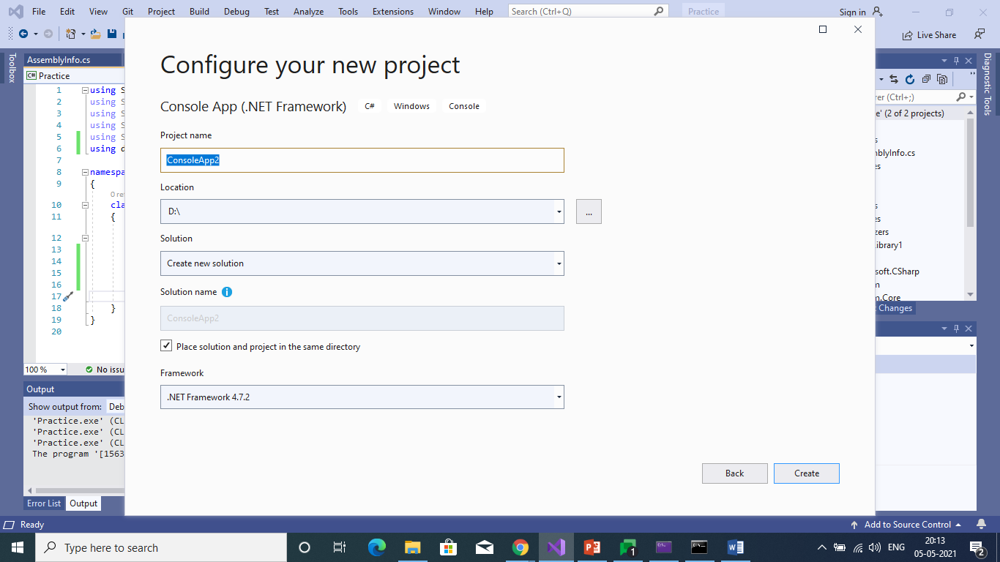 File Edit View Git Project Build Debug Test Analyze Tools Extensions Window Help Search (Ctrl+Q) Practice Sign in
Live Share
Toolbox
AssemblyInfo.cs
C# Practice
1 using S
2 using S
3 using S
4 using S
5 using S
6 using d
7
8 namespa
9 {
0 re
10 cla
11 {
12
13
14
15
16
17
18 }
19 }
20
100 % No issu
Output
Show output from: Deb
'Practice.exe' (CL
'Practice.exe' (CL
'Practice.exe' (CL
The program '[1563
Error List Output
Configure your new project
Console App (.NET Framework) C# Windows Console
Project name
ConsoleApp2
Location
D:\
...
Solution
Create new solution
Solution name i
ConsoleApp2
Place solution and project in the same directory
Framework
.NET Framework 4.7.2
Back Create
Diagnostic Tools
rer (Ctrl+;)
e' (2 of 2 projects)
s
mblyInfo.cs
es
s
es
zers
Library1
soft.CSharp
m
m.Core
Changes
Ready Add to Source Control
Type here to search
1
ENG
20:13
05-05-2021
2